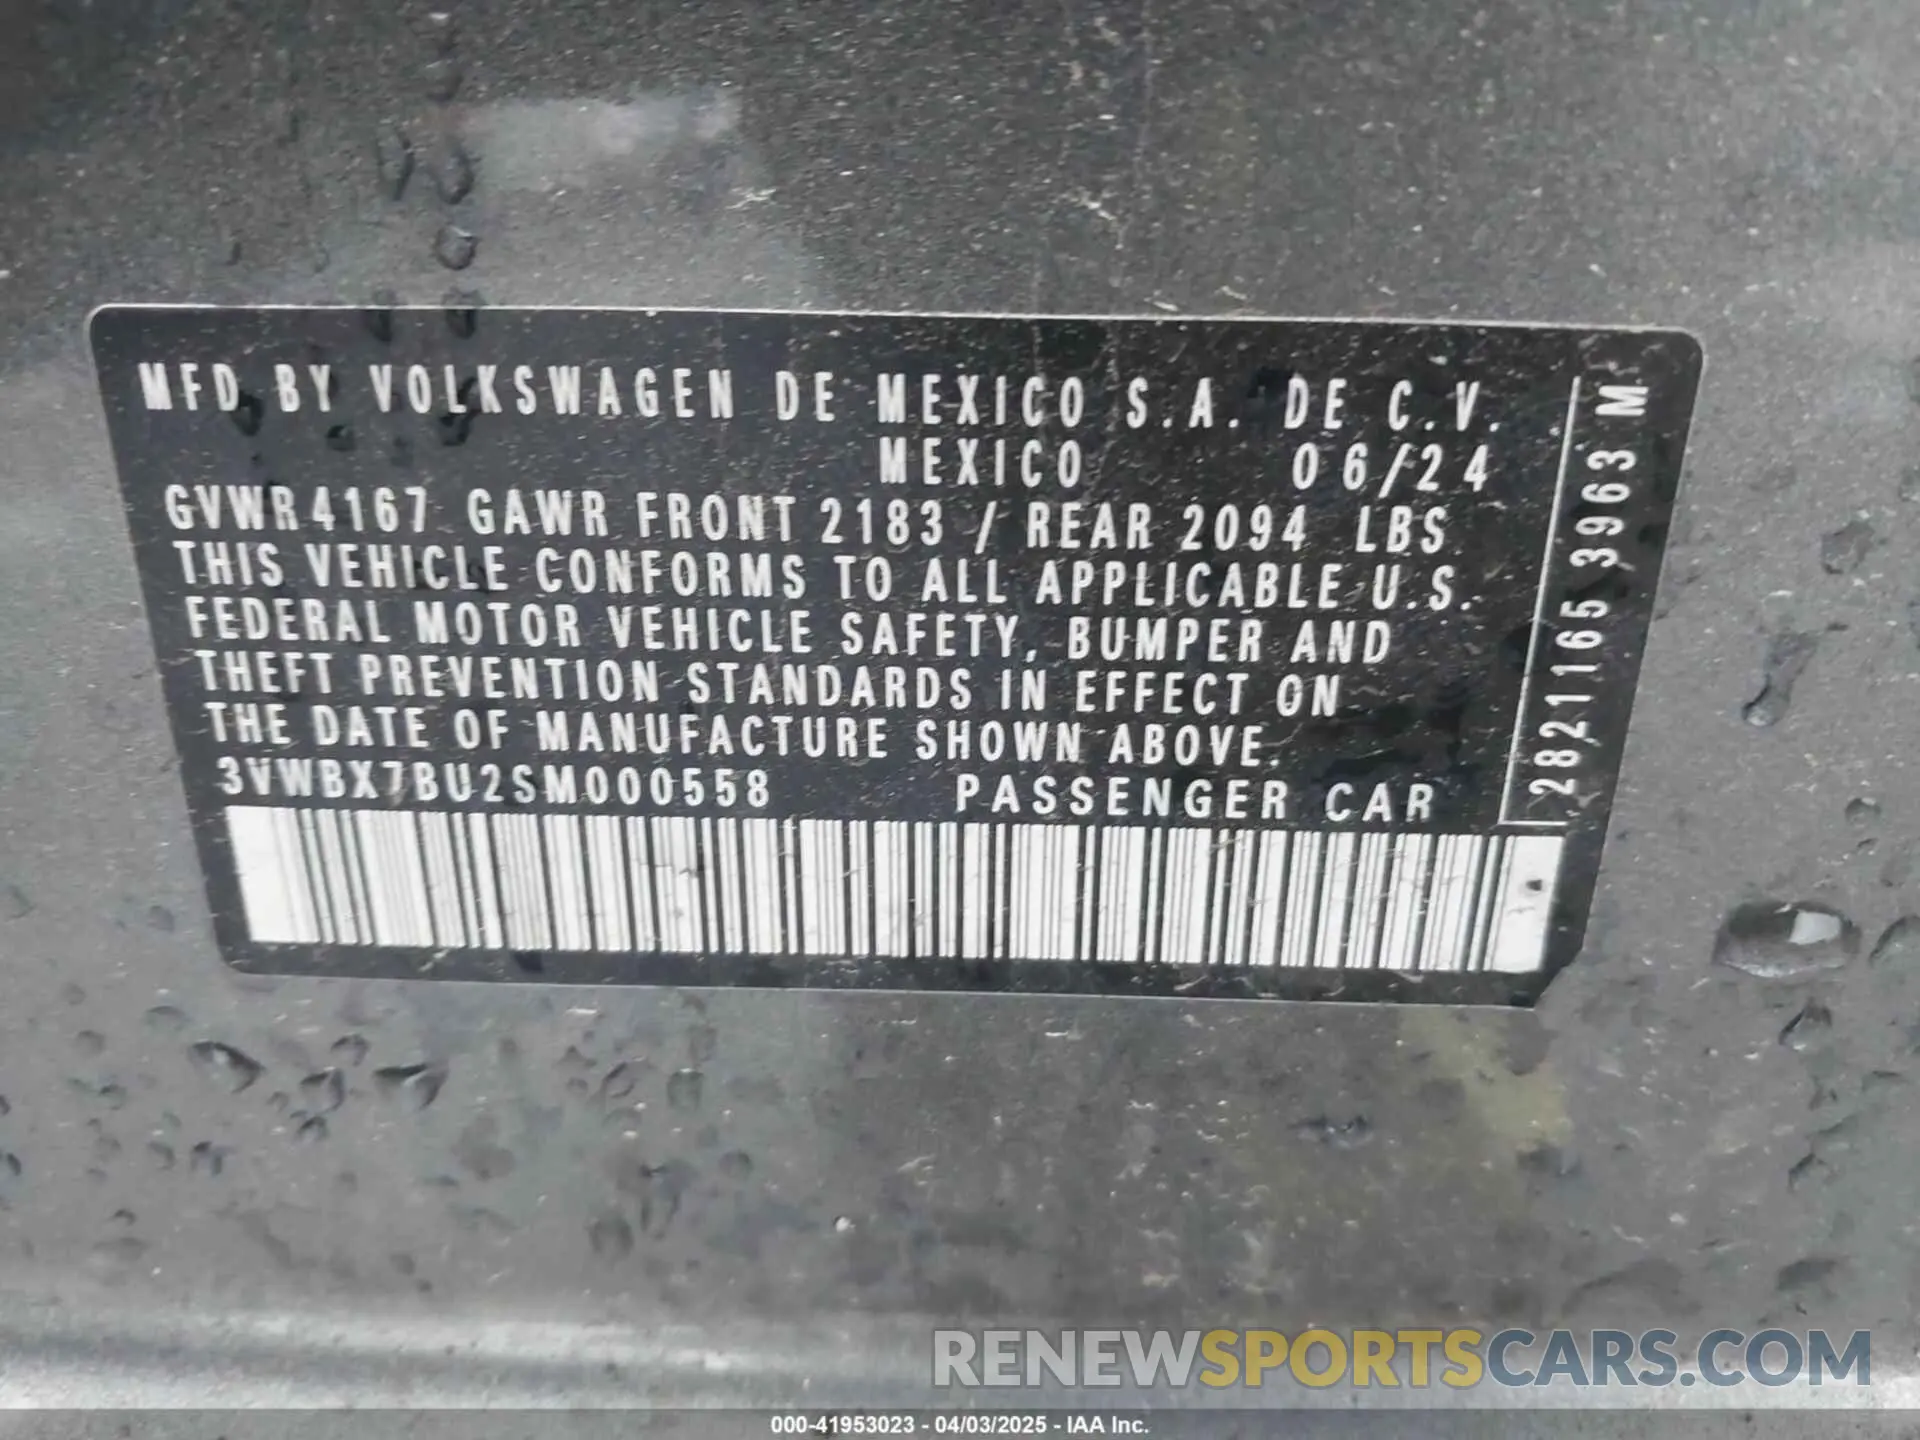 MFD BY VOLKSWAGEN DE MEXICO S.A. DE C.V.
MEXICO 06/24
GVWR 4167 GAWR FRONT 2183 / REAR 2094 LBS
THIS VEHICLE CONFORMS TO ALL APPLICABLE U.S.
FEDERAL MOTOR VEHICLE SAFETY, BUMPER AND
THEFT PREVENTION STANDARDS IN EFFECT ON
THE DATE OF MANUFACTURE SHOWN ABOVE.
3VWBX7BU2SM000558 PASSENGER CAR
2821165 3963 M
RENEWSPORTSCARS.COM
000-41953023 - 04/03/2025 - IAA Inc.